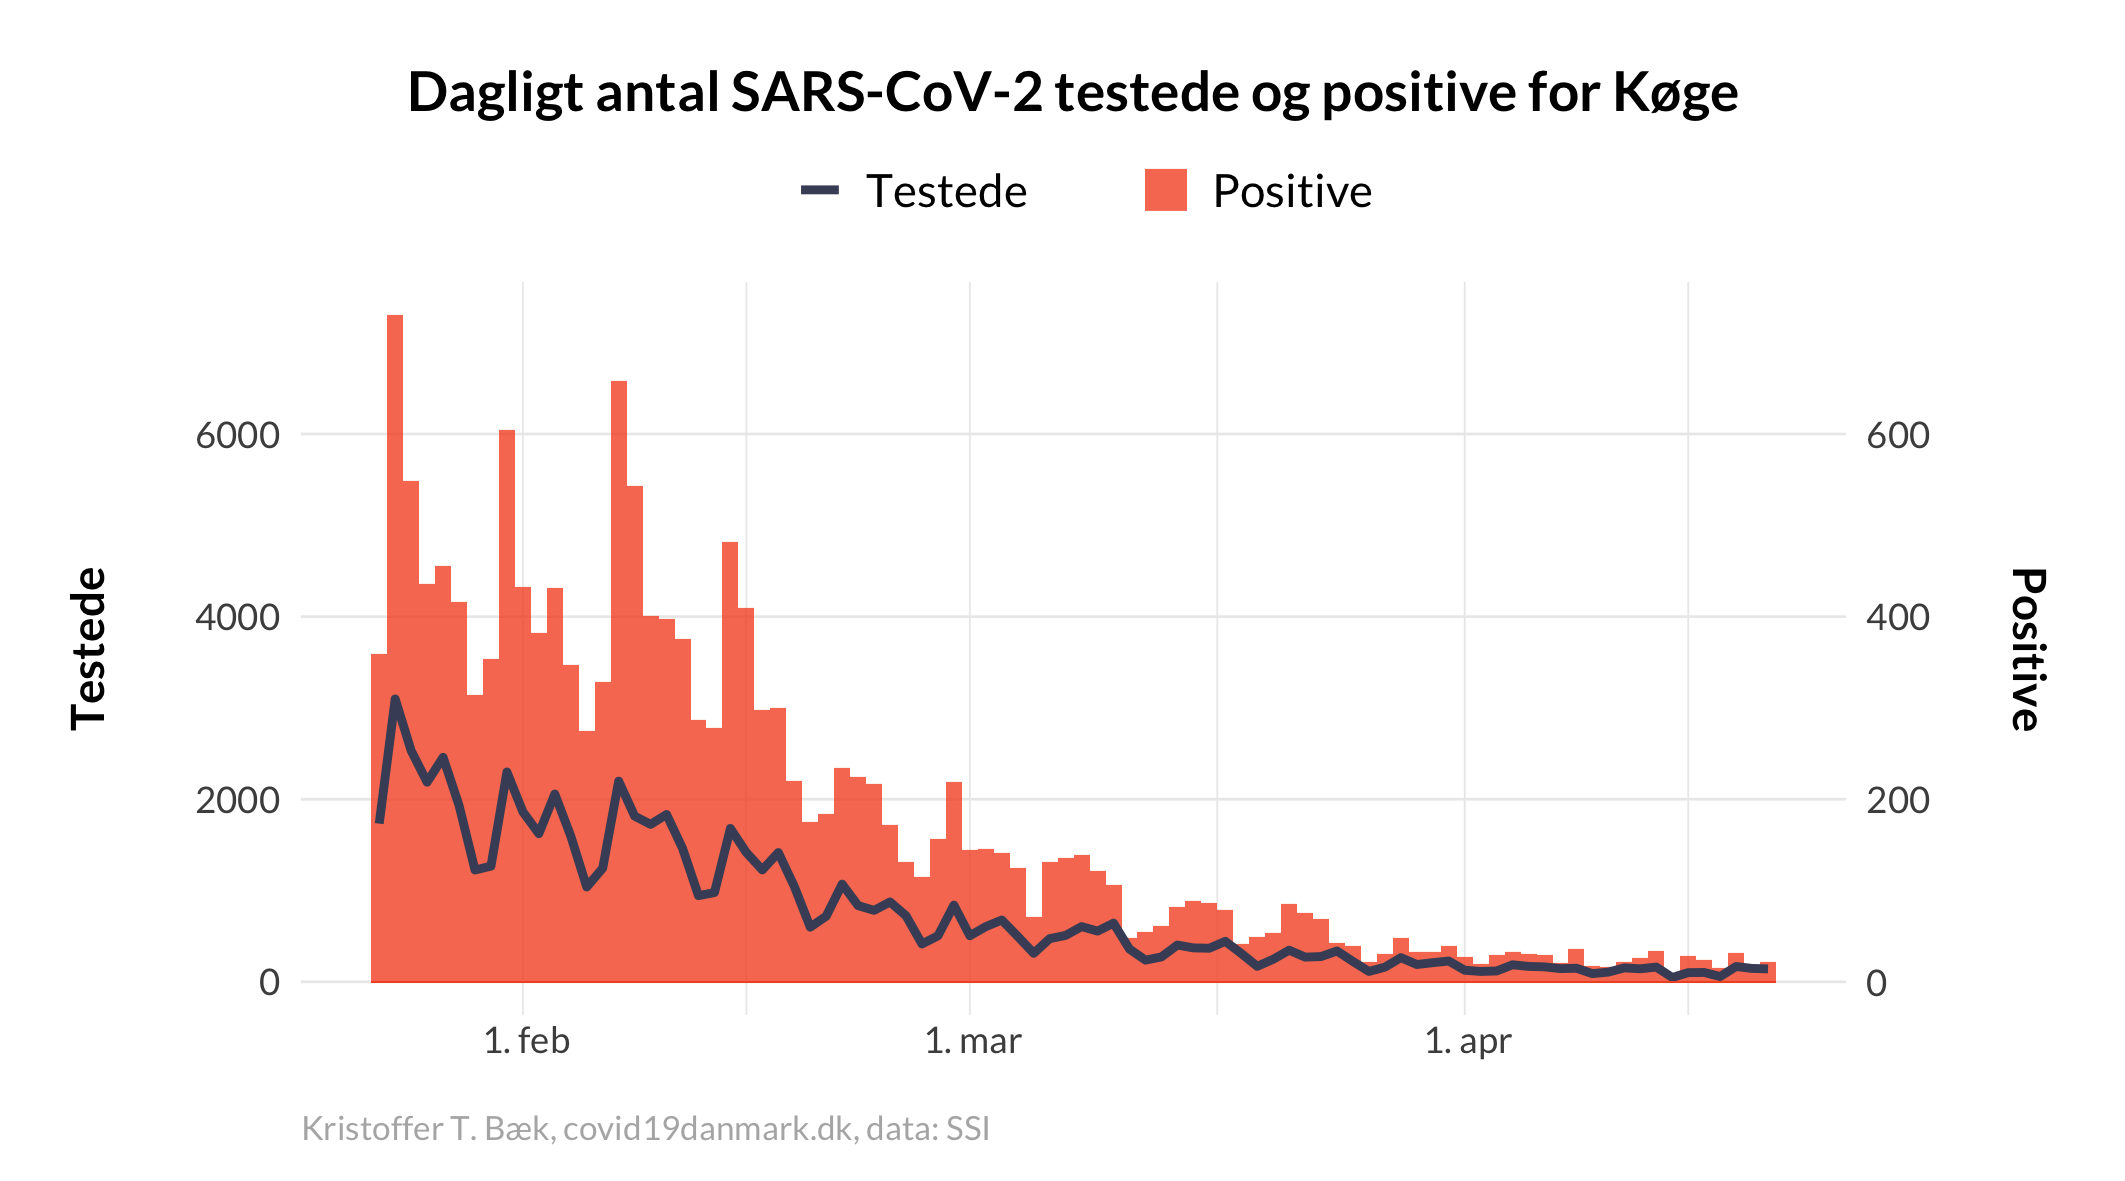 Dagligt antal SARS-CoV-2 testede og positive for Køge
Testede Positive
6000 600
4000 400
2000 200
0 0
Testede
Positive
1. feb 1. mar 1. apr
Kristoffer T. Bæk, covid19danmark.dk, data: SSI